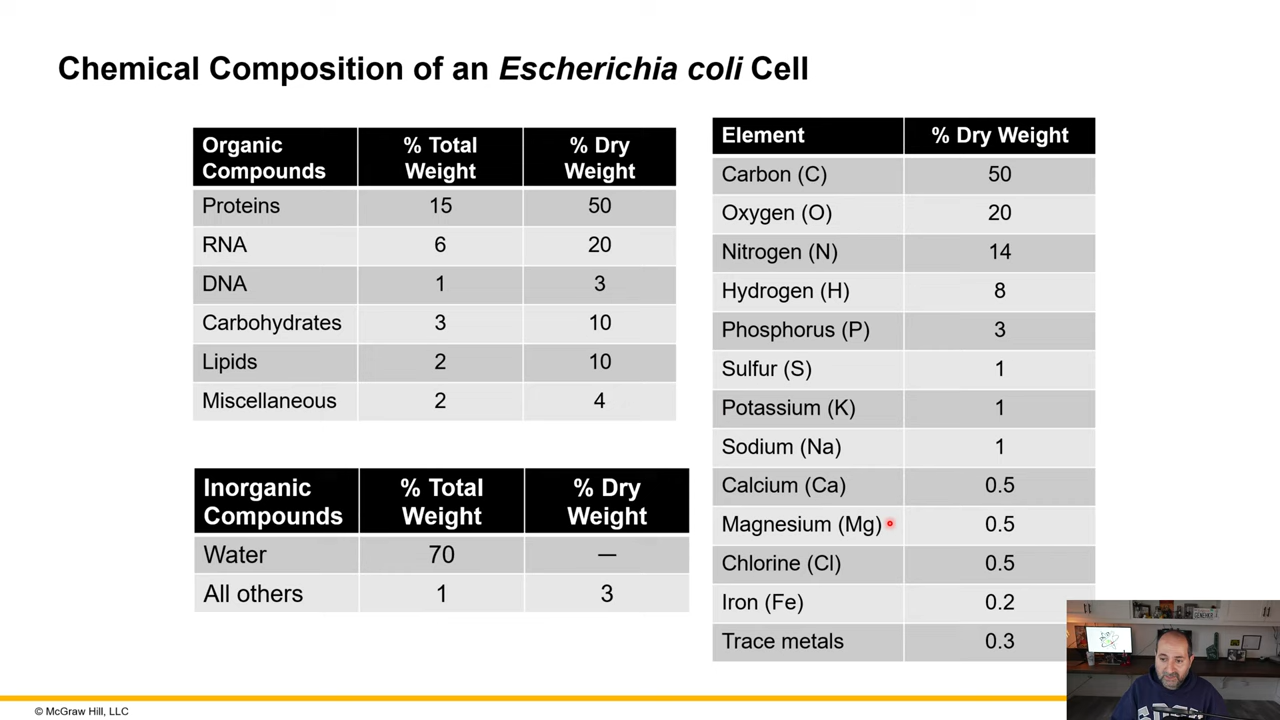 Chemical Composition of an Escherichia coli Cell
Organic Compounds % Total Weight % Dry Weight
Proteins 15 50
RNA 6 20
DNA 1 3
Carbohydrates 3 10
Lipids 2 10
Miscellaneous 2 4
Inorganic Compounds % Total Weight % Dry Weight
Water 70 —
All others 1 3
Element % Dry Weight
Carbon (C) 50
Oxygen (O) 20
Nitrogen (N) 14
Hydrogen (H) 8
Phosphorus (P) 3
Sulfur (S) 1
Potassium (K) 1
Sodium (Na) 1
Calcium (Ca) 0.5
Magnesium (Mg) 0.5
Chlorine (Cl) 0.5
Iron (Fe) 0.2
Trace metals 0.3
© McGraw Hill, LLC